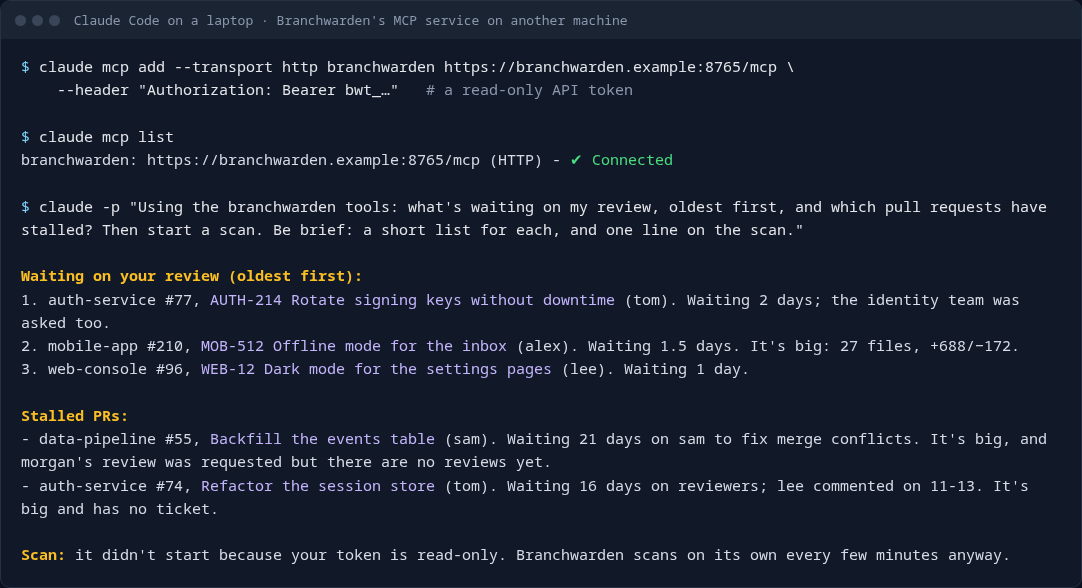 Claude Code on a laptop · Branchwarden's MCP service on another machine
$ claude mcp add --transport http branchwarden https://branchwarden.example:8765/mcp \
--header "Authorization: Bearer bwt_…" # a read-only API token
$ claude mcp list
branchwarden: https://branchwarden.example:8765/mcp (HTTP) - ✔ Connected
$ claude -p "Using the branchwarden tools: what's waiting on my review, oldest first, and which pull requests have
stalled? Then start a scan. Be brief: a short list for each, and one line on the scan."
Waiting on your review (oldest first):
1. auth-service #77, AUTH-214 Rotate signing keys without downtime (tom). Waiting 2 days; the identity team was
asked too.
2. mobile-app #210, MOB-512 Offline mode for the inbox (alex). Waiting 1.5 days. It's big: 27 files, +688/−172.
3. web-console #96, WEB-12 Dark mode for the settings pages (lee). Waiting 1 day.
Stalled PRs:
- data-pipeline #55, Backfill the events table (sam). Waiting 21 days on sam to fix merge conflicts. It's big, and
morgan's review was requested but there are no reviews yet.
- auth-service #74, Refactor the session store (tom). Waiting 16 days on reviewers; lee commented on 11-13. It's
big and has no ticket.
Scan: it didn't start because your token is read-only. Branchwarden scans on its own every few minutes anyway.